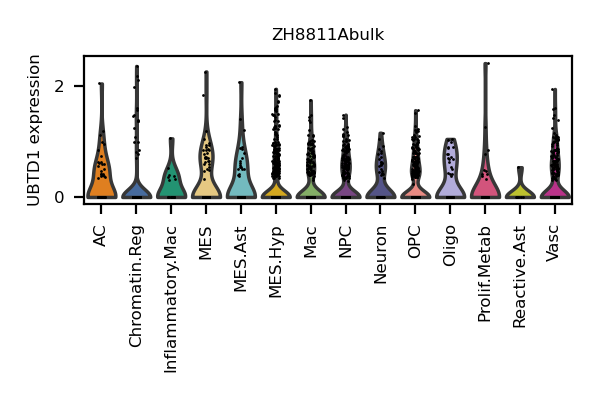 ZH8811Abulk
UBTD1 expression
2
0
AC
Chromatin.Reg
Inflammatory.Mac
MES
MES.Ast
MES.Hyp
Mac
NPC
Neuron
OPC
Oligo
Prolif.Metab
Reactive.Ast
Vasc